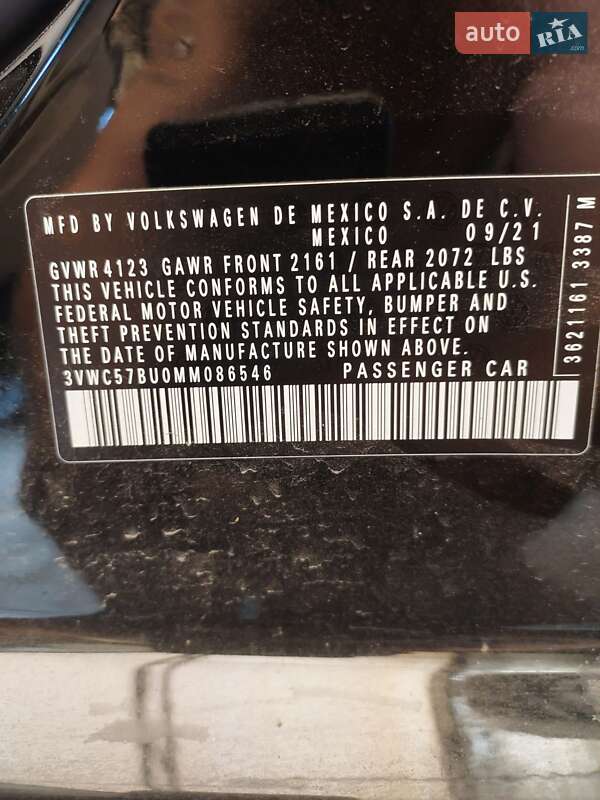 auto RIA .com
MFD BY VOLKSWAGEN DE MEXICO S.A. DE C.V.
MEXICO 09/21
GVWR 4123 GAWR FRONT 2161 / REAR 2072 LBS
THIS VEHICLE CONFORMS TO ALL APPLICABLE U.S.
FEDERAL MOTOR VEHICLE SAFETY, BUMPER AND
THEFT PREVENTION STANDARDS IN EFFECT ON
THE DATE OF MANUFACTURE SHOWN ABOVE.
3VWC57BU0MM086546 PASSENGER CAR
3621161 3387 M